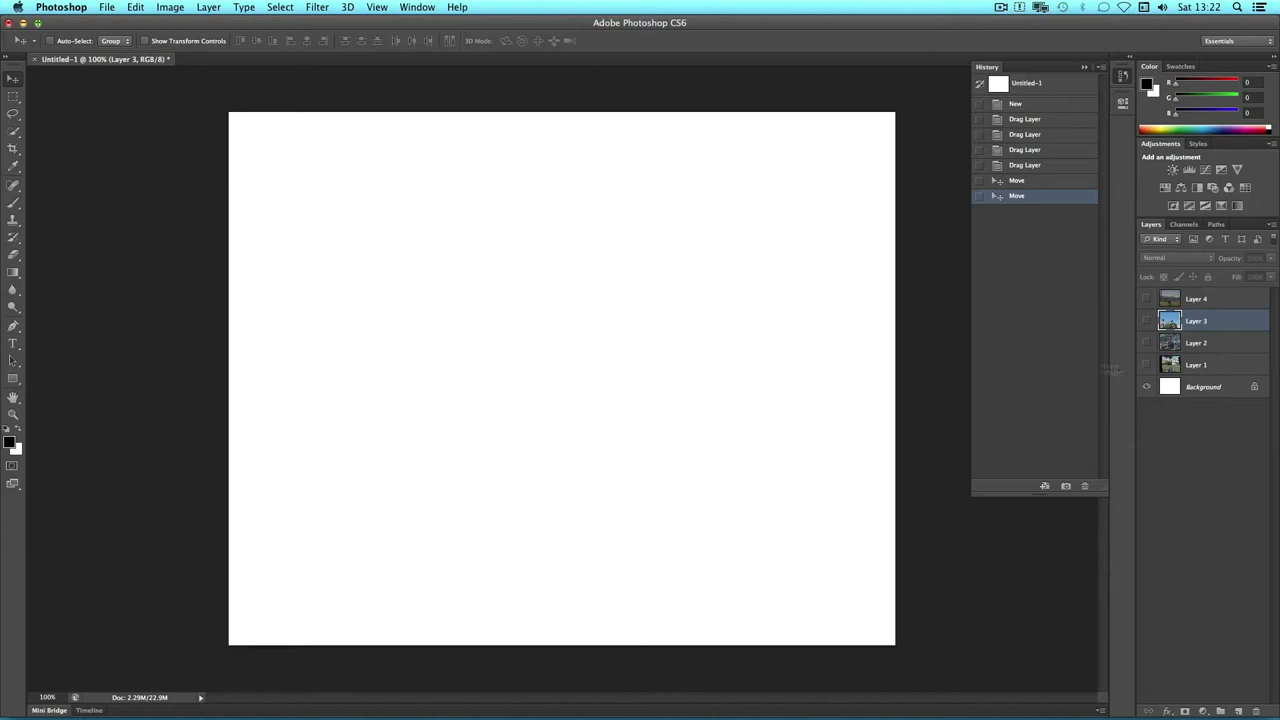 Photoshop File Edit Image Layer Type Select Filter 3D View Window Help Sat 13:22
Adobe Photoshop CS6
Auto-Select: Group Show Transform Controls 3D Mode: Essentials
Untitled-1 @ 100% (Layer 3, RGB/8) *
History
Untitled-1
New
Drag Layer
Drag Layer
Drag Layer
Drag Layer
Move
Move
Color Swatches
R 0
G 0
B 0
Adjustments Styles
Add an adjustment
Layers Channels Paths
Kind
Normal Opacity: 100%
Lock: Fill: 100%
Layer 4
Layer 3
Layer 2
Layer 1
Background
100% Doc: 2.29M/22.9M
Mini Bridge Timeline